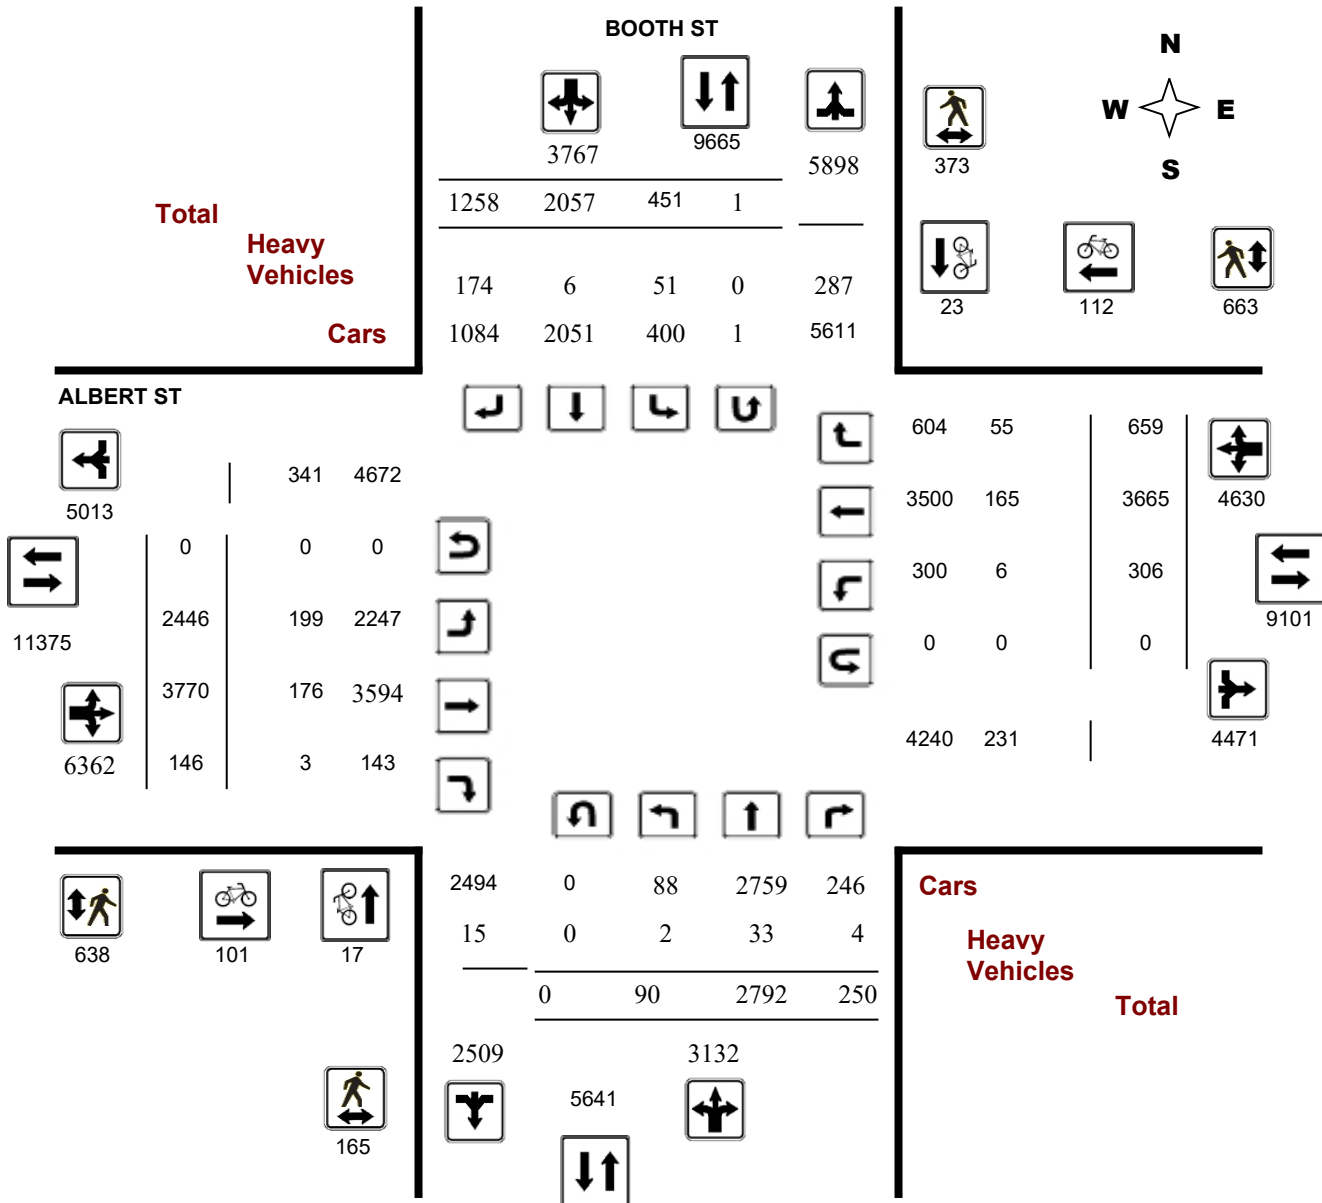 BOOTH ST
N
W E
S
3767
9665
5898
373
1258 2057 451 1
Total
Heavy
Vehicles
174 6 51 0 287
23 112 663
Cars
1084 2051 400 1 5611
ALBERT ST
604 55 659
341 4672
5013
3500 165 3665 4630
0 0 0
300 6 306
9101
2446 199 2247
11375
0 0 0
3770 176 3594
4240 231 4471
6362 146 3 143
2494 0 88 2759 246
Cars
638 101 17
15 0 2 33 4
Heavy
Vehicles
0 90 2792 250
Total
2509 3132
5641
165